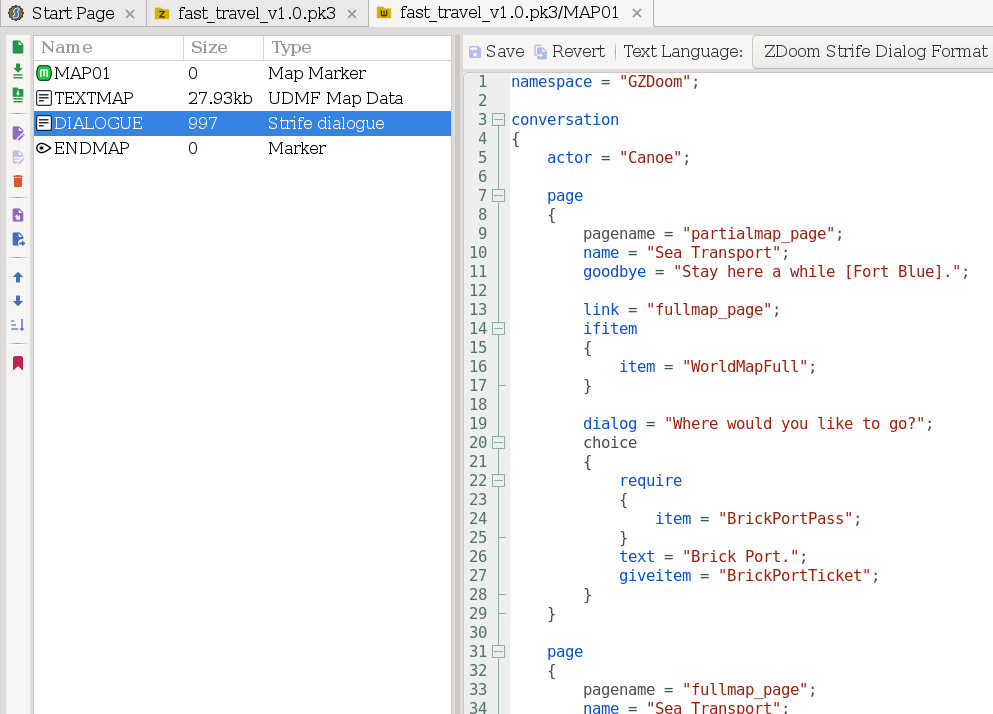 Start Page
fast_travel_v1.0.pk3
fast_travel_v1.0.pk3/MAP01
Name Size Type
MAP01 0 Map Marker
TEXTMAP 27.93kb UDMF Map Data
DIALOGUE 997 Strife dialogue
ENDMAP 0 Marker
Save Revert Text Language: ZDoom Strife Dialog Format
1 namespace = "GZDoom";
2
3 conversation
4 {
5 actor = "Canoe";
6
7 page
8 {
9 pagename = "partialmap_page";
10 name = "Sea Transport";
11 goodbye = "Stay here a while [Fort Blue].";
12
13 link = "fullmap_page";
14 ifitem
15 {
16 item = "WorldMapFull";
17 }
18
19 dialog = "Where would you like to go?";
20 choice
21 {
22 require
23 {
24 item = "BrickPortPass";
25 }
26 text = "Brick Port.";
27 giveitem = "BrickPortTicket";
28 }
29 }
30
31 page
32 {
33 pagename = "fullmap_page";
34 name = "Sea Transport";